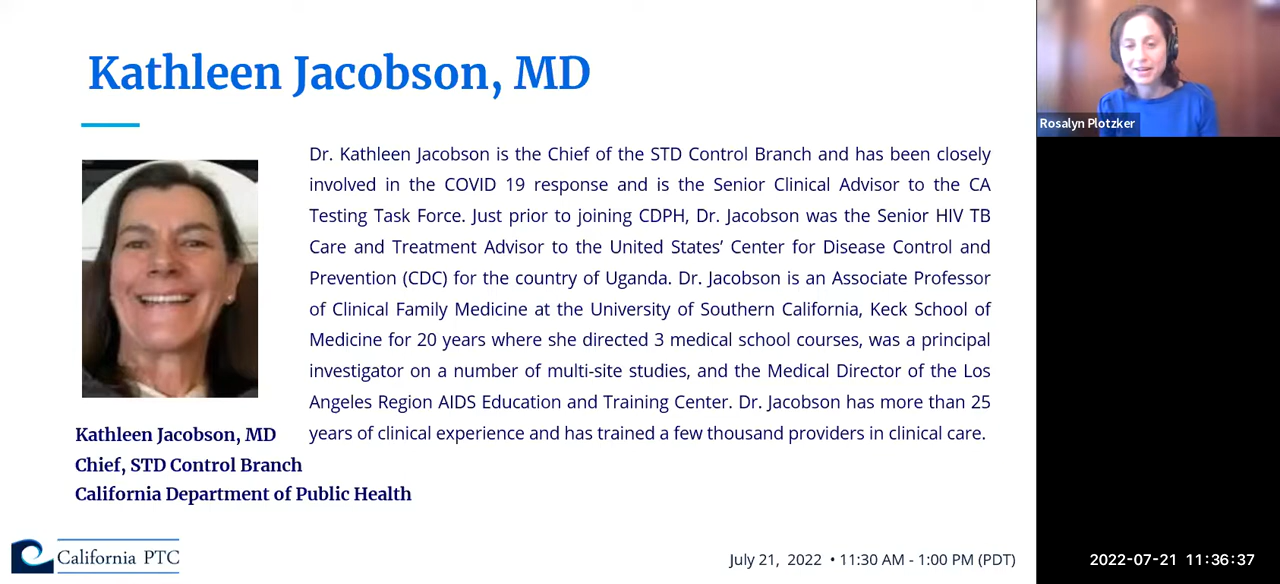 Kathleen Jacobson, MD
Dr. Kathleen Jacobson is the Chief of the STD Control Branch and has been closely
involved in the COVID 19 response and is the Senior Clinical Advisor to the CA
Testing Task Force. Just prior to joining CDPH, Dr. Jacobson was the Senior HIV TB
Care and Treatment Advisor to the United States’ Center for Disease Control and
Prevention (CDC) for the country of Uganda. Dr. Jacobson is an Associate Professor
of Clinical Family Medicine at the University of Southern California, Keck School of
Medicine for 20 years where she directed 3 medical school courses, was a principal
investigator on a number of multi-site studies, and the Medical Director of the Los
Angeles Region AIDS Education and Training Center. Dr. Jacobson has more than 25
years of clinical experience and has trained a few thousand providers in clinical care.
Kathleen Jacobson, MD
Chief, STD Control Branch
California Department of Public Health
California PTC
July 21, 2022 • 11:30 AM - 1:00 PM (PDT)
Rosalyn Plotzker
2022-07-21 11:36:37